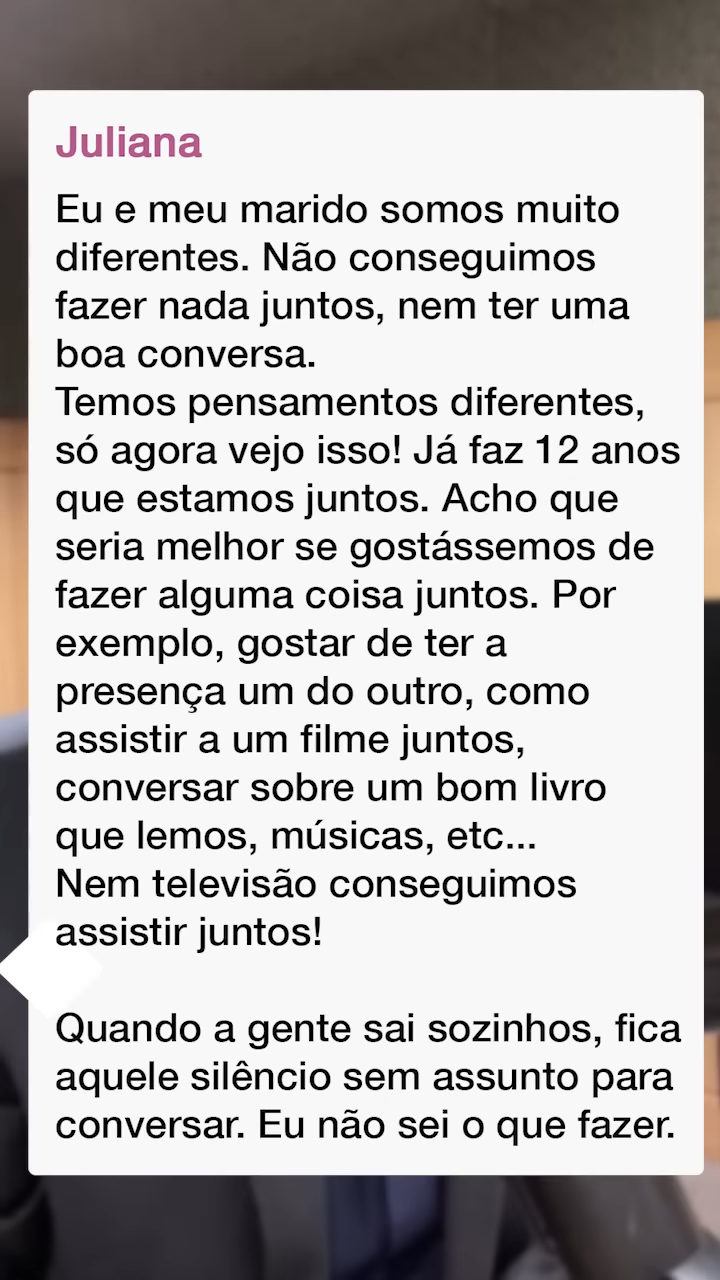 Juliana
Eu e meu marido somos muito
diferentes. Não conseguimos
fazer nada juntos, nem ter uma
boa conversa.
Temos pensamentos diferentes,
só agora vejo isso! Já faz 12 anos
que estamos juntos. Acho que
seria melhor se gostássemos de
fazer alguma coisa juntos. Por
exemplo, gostar de ter a
presença um do outro, como
assistir a um filme juntos,
conversar sobre um bom livro
que lemos, músicas, etc...
Nem televisão conseguimos
assistir juntos!
Quando a gente sai sozinhos, fica
aquele silêncio sem assunto para
conversar. Eu não sei o que fazer.